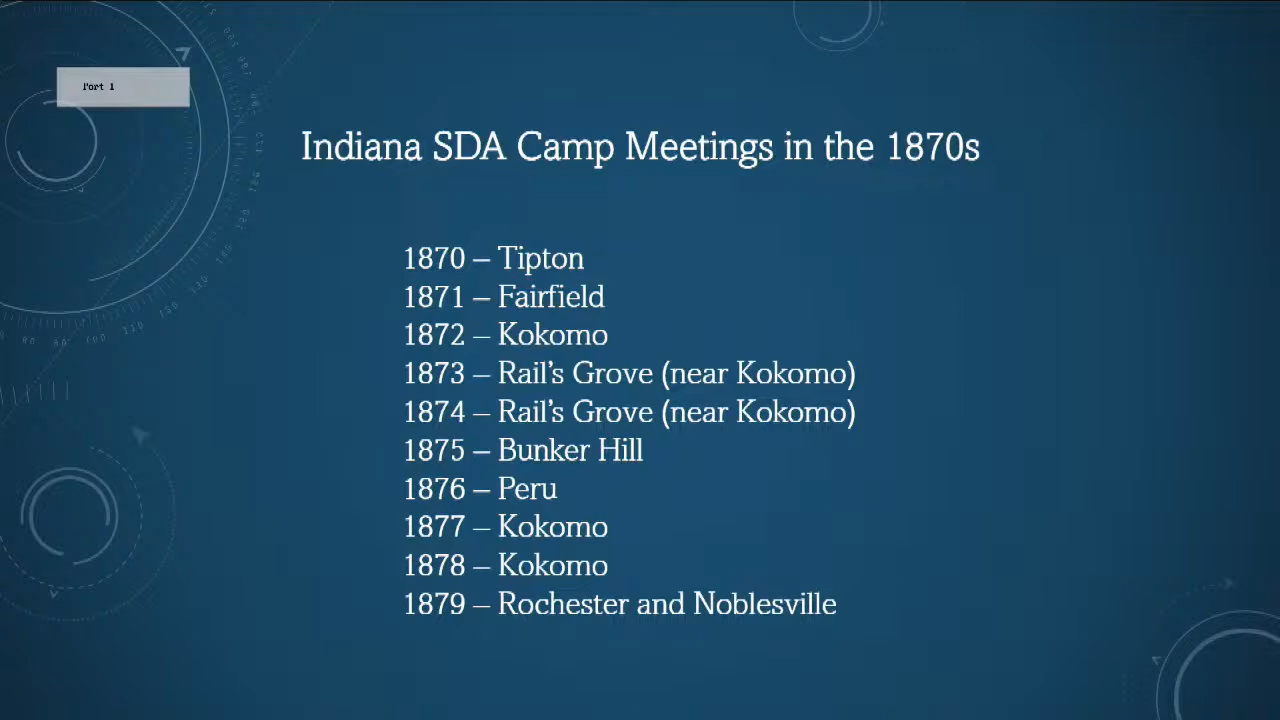 Part 1
Indiana SDA Camp Meetings in the 1870s
1870 – Tipton
1871 – Fairfield
1872 – Kokomo
1873 – Rail's Grove (near Kokomo)
1874 – Rail's Grove (near Kokomo)
1875 – Bunker Hill
1876 – Peru
1877 – Kokomo
1878 – Kokomo
1879 – Rochester and Noblesville